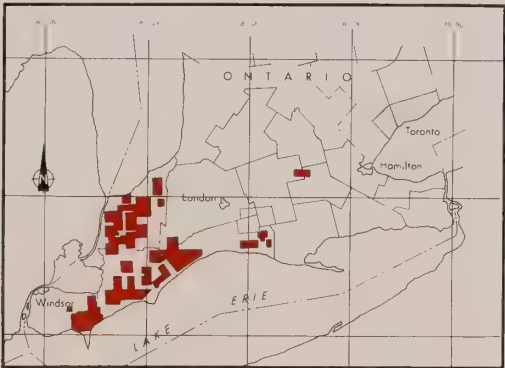 ONTARIO
Toronto
Hamilton
London
Windsor
LAKE ERIE